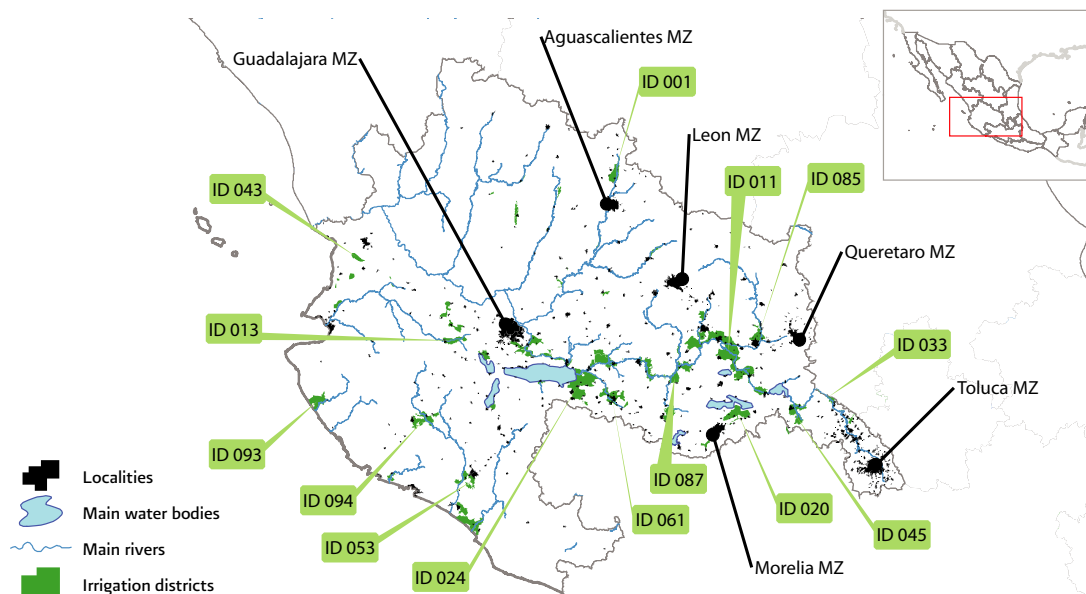 Aguascalientes MZ
Guadalajara MZ
ID 001
Leon MZ
ID 011
ID 085
ID 043
Queretaro MZ
ID 013
ID 033
Toluca MZ
ID 093
Localities
ID 087
ID 094
ID 020
Main water bodies
ID 061
ID 045
ID 053
Main rivers
Morelia MZ
ID 024
Irrigation districts